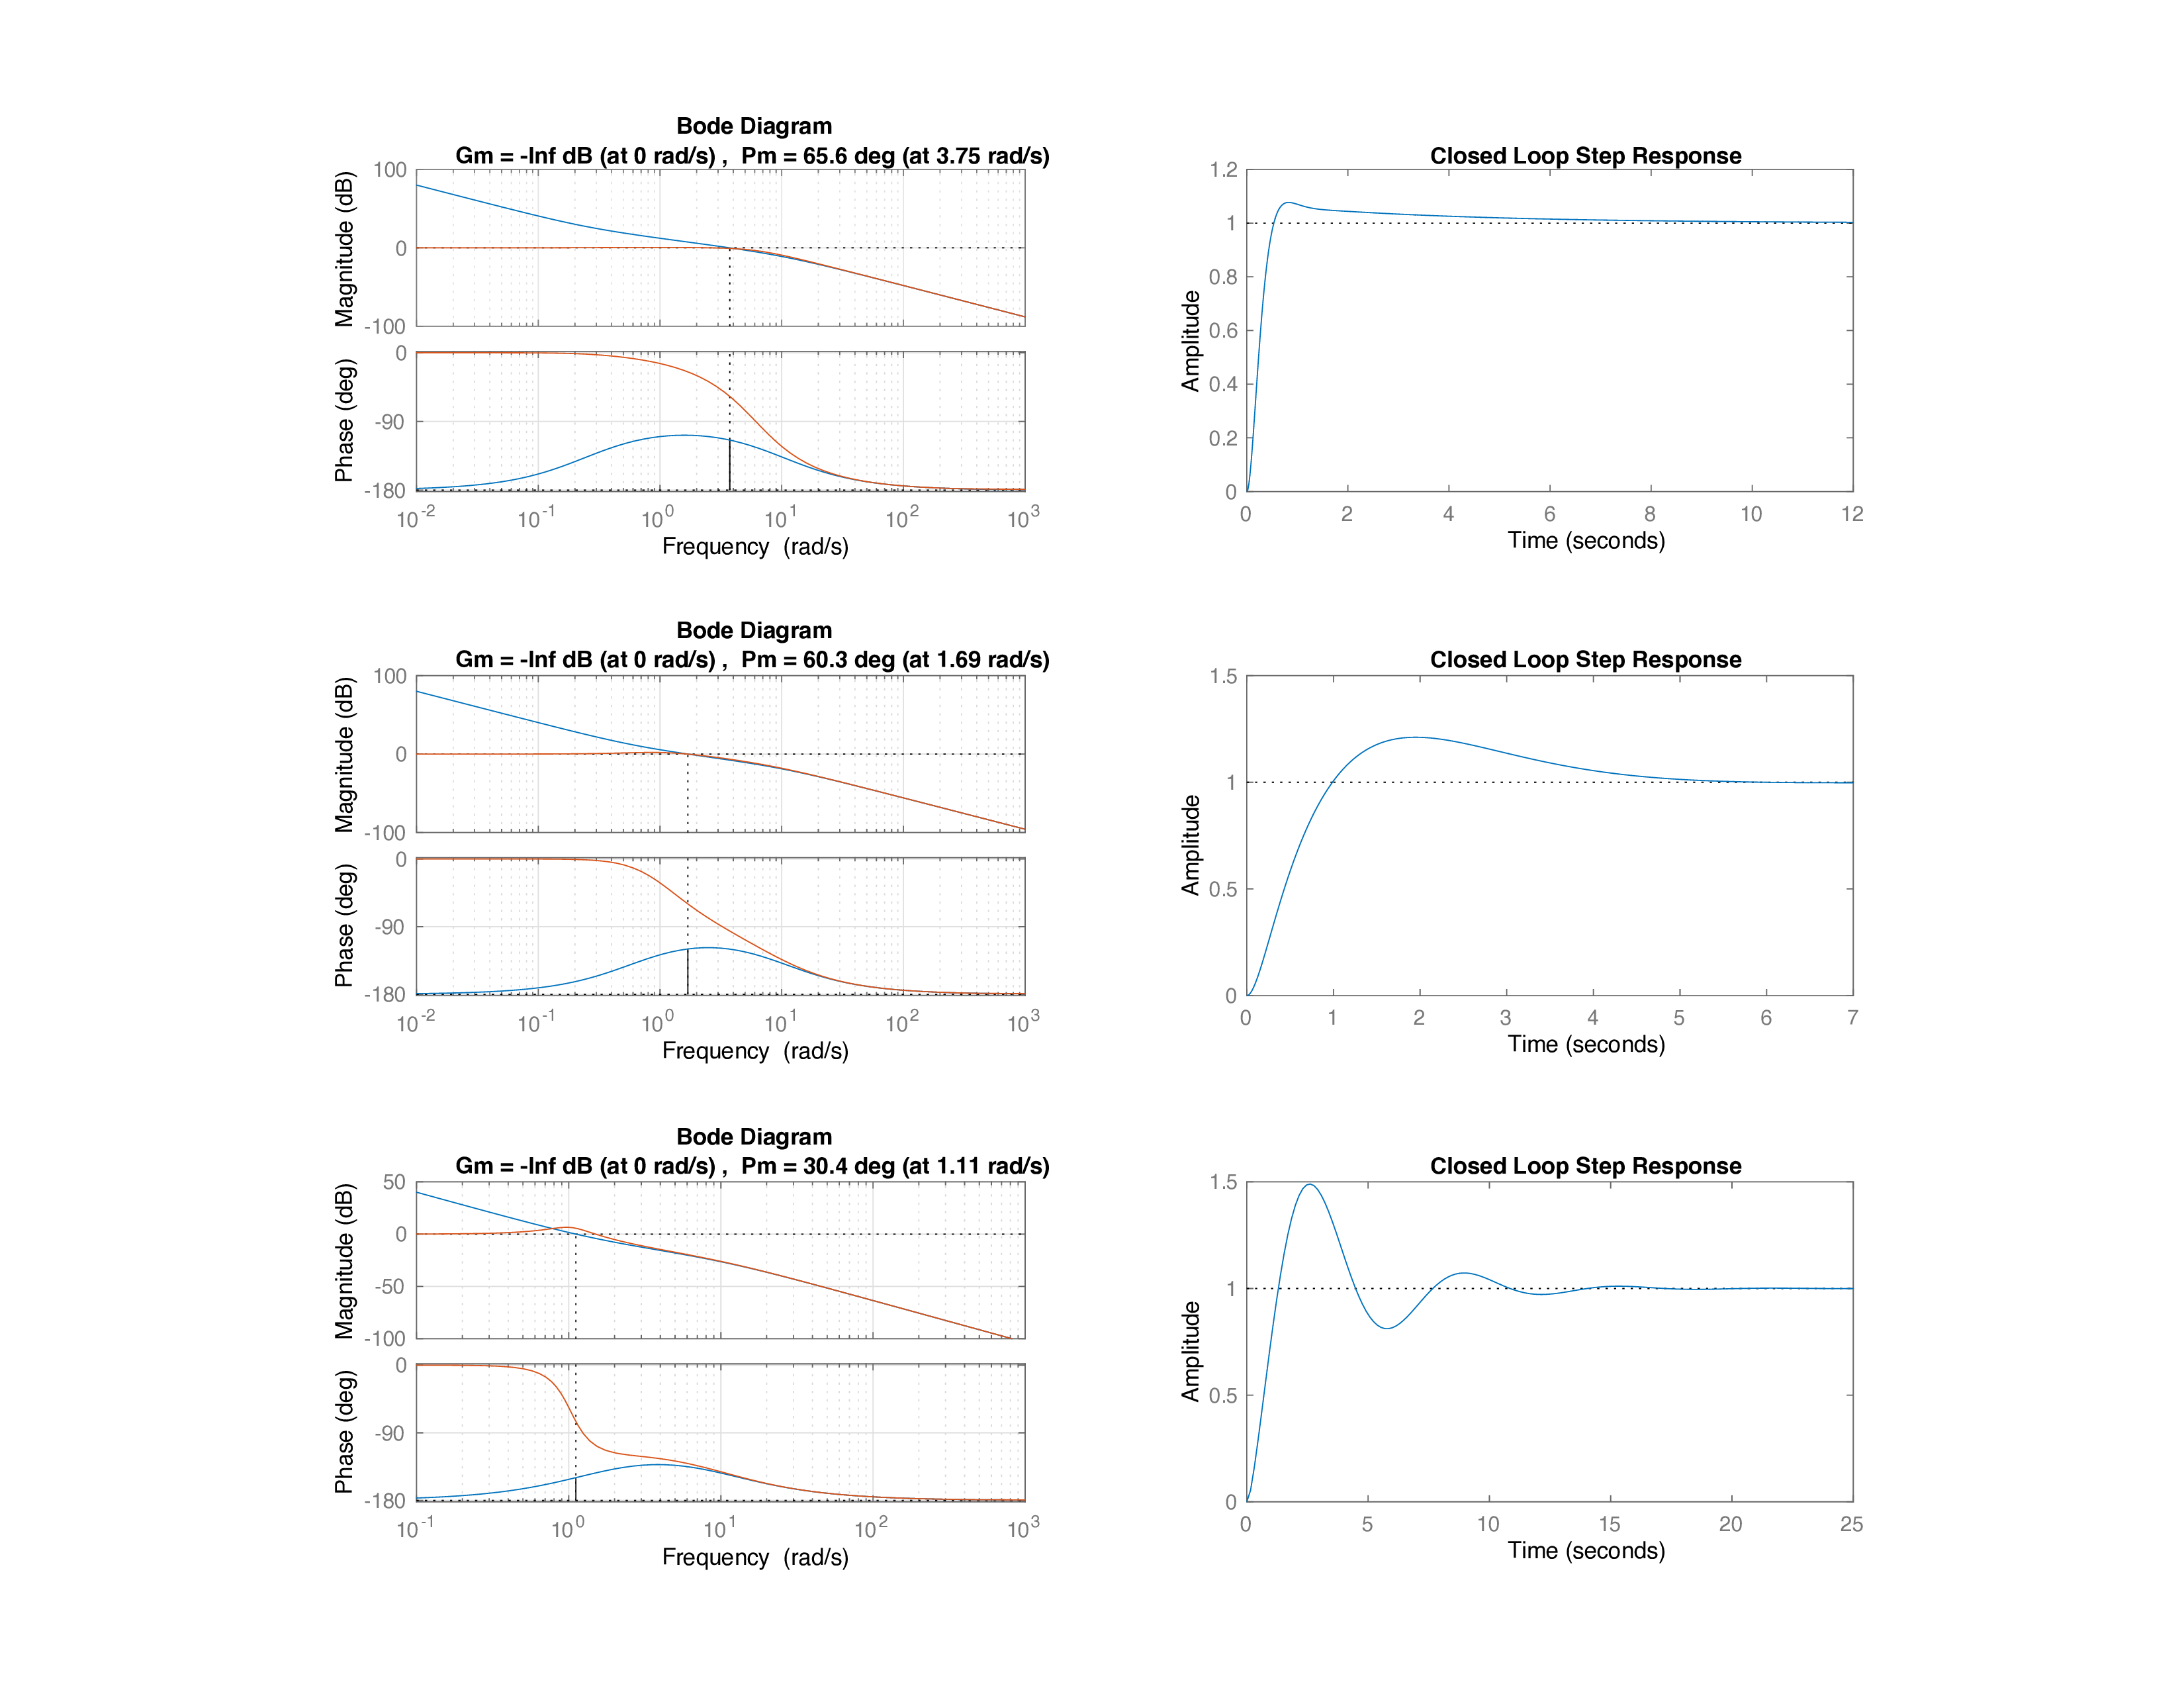 Bode Diagram
Gm = -Inf dB (at 0 rad/s) , Pm = 65.6 deg (at 3.75 rad/s)
Magnitude (dB)
100
0
-100
Phase (deg)
0
-90
-180
10^-2 10^-1 10^0 10^1 10^2 10^3
Frequency (rad/s)
Closed Loop Step Response
Amplitude
1.2
1
0.8
0.6
0.4
0.2
0
0 2 4 6 8 10 12
Time (seconds)
Bode Diagram
Gm = -Inf dB (at 0 rad/s) , Pm = 60.3 deg (at 1.69 rad/s)
Magnitude (dB)
100
0
-100
Phase (deg)
0
-90
-180
10^-2 10^-1 10^0 10^1 10^2 10^3
Frequency (rad/s)
Closed Loop Step Response
Amplitude
1.5
1
0.5
0
0 1 2 3 4 5 6 7
Time (seconds)
Bode Diagram
Gm = -Inf dB (at 0 rad/s) , Pm = 30.4 deg (at 1.11 rad/s)
Magnitude (dB)
50
0
-50
-100
Phase (deg)
0
-90
-180
10^-1 10^0 10^1 10^2 10^3
Frequency (rad/s)
Closed Loop Step Response
Amplitude
1.5
1
0.5
0
0 5 10 15 20 25
Time (seconds)